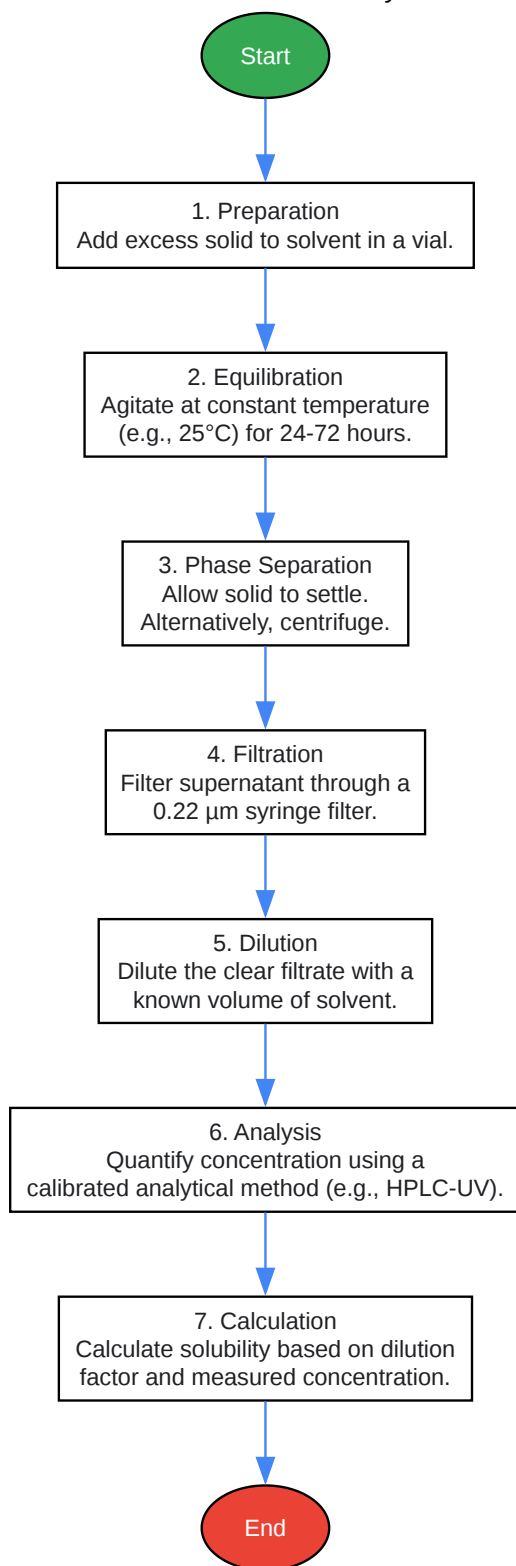 Start
1. Preparation
Add excess solid to solvent in a vial.
2. Equilibration
Agitate at constant temperature
(e.g., 25°C) for 24-72 hours.
3. Phase Separation
Allow solid to settle.
Alternatively, centrifuge.
4. Filtration
Filter supernatant through a
0.22 µm syringe filter.
5. Dilution
Dilute the clear filtrate with a
known volume of solvent.
6. Analysis
Quantify concentration using a
calibrated analytical method (e.g., HPLC-UV).
7. Calculation
Calculate solubility based on dilution
factor and measured concentration.
End